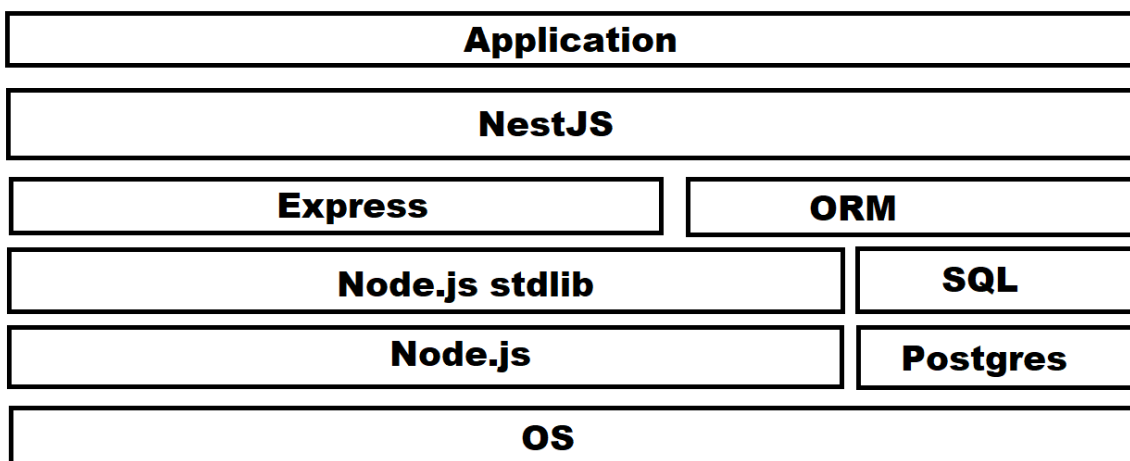 Application
NestJS
Express
ORM
Node.js stdlib
SQL
Node.js
Postgres
OS